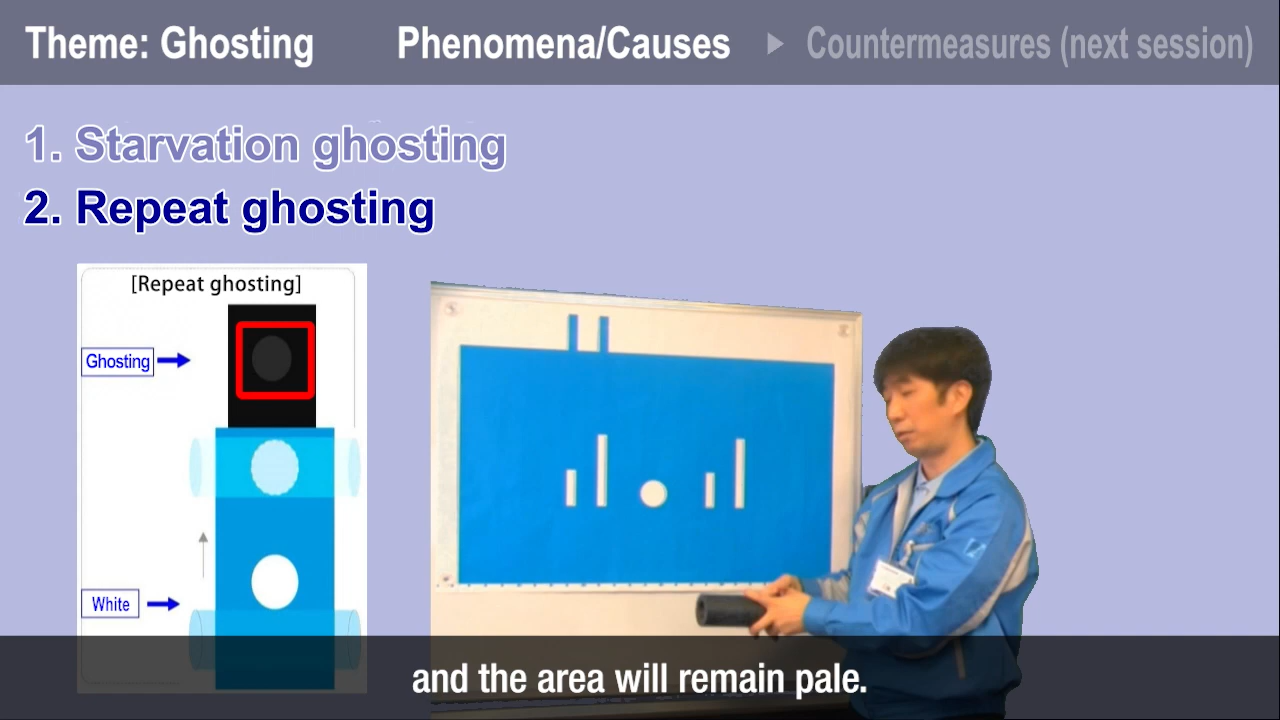 Theme: Ghosting Phenomena/Causes Countermeasures (next session)
1. Starvation ghosting
2. Repeat ghosting
[Repeat ghosting]
Ghosting
White
and the area will remain pale.